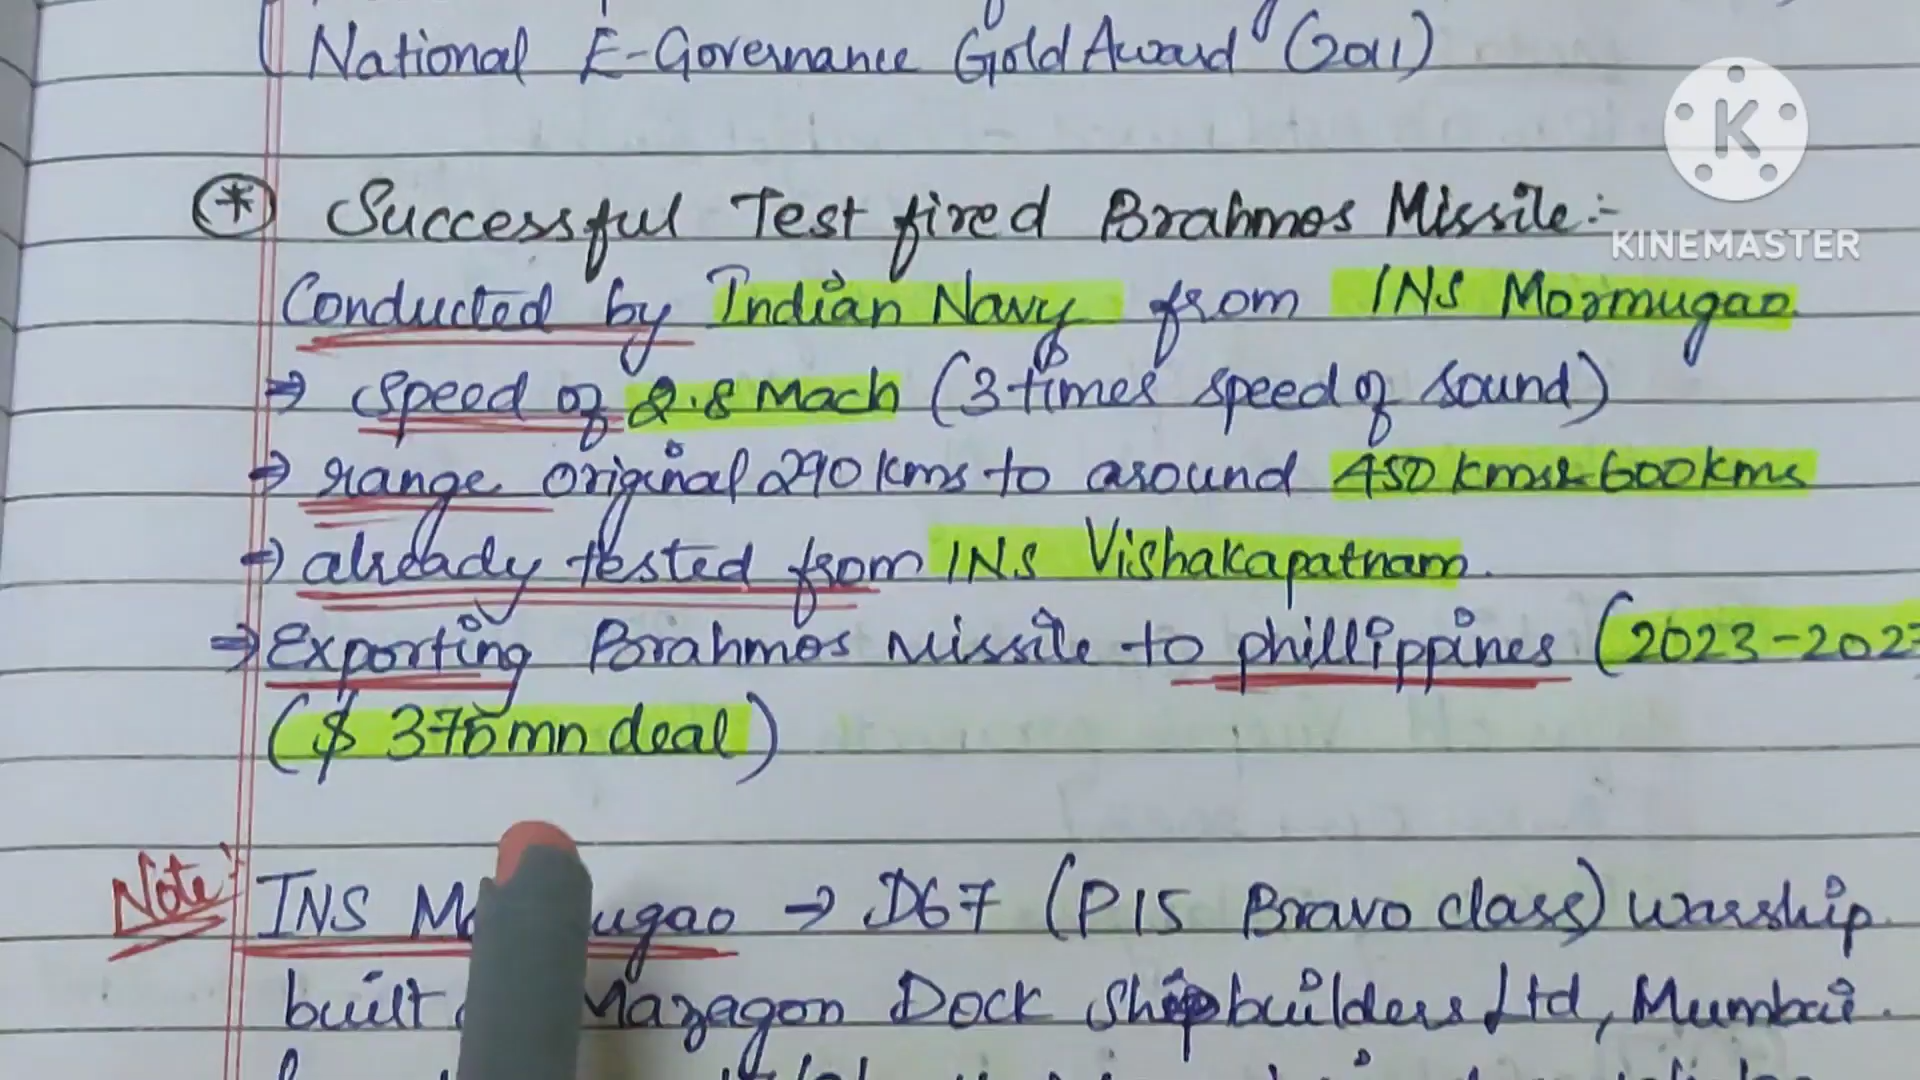 National E-Governance Gold Award (2011)
K
KINEMASTER
* Successful Test fired Brahmos Missile:-
Conducted by Indian Navy from INS Mormugao.
⇒ Speed of 2.8 Mach (3 times speed of sound)
⇒ range original 290 kms to around 450 kms & 600 kms
⇒ already tested from INS Vishakapatnam.
⇒ Exporting Brahmos Missile to phillippines (2023-202
($ 375 mn deal)
Note: INS → D67 (P15 Bravo class) warship
built Mazagon Dock Shipbuilders Ltd, Mumbai.